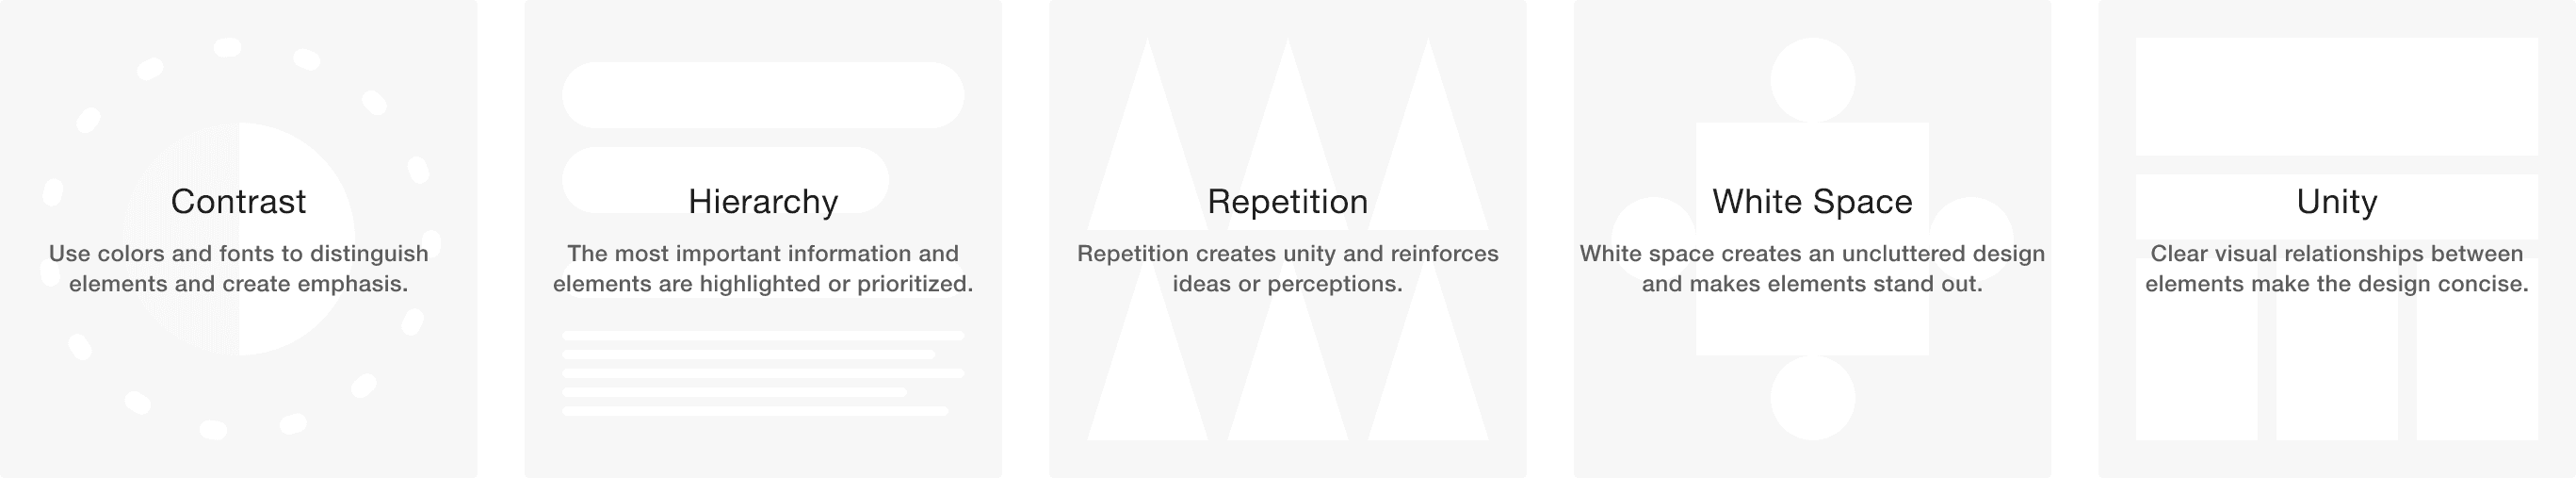 Contrast
Use colors and fonts to distinguish
elements and create emphasis.
Hierarchy
The most important information and
elements are highlighted or prioritized.
Repetition
Repetition creates unity and reinforces
ideas or perceptions.
White Space
White space creates an uncluttered design
and makes elements stand out.
Unity
Clear visual relationships between
elements make the design concise.